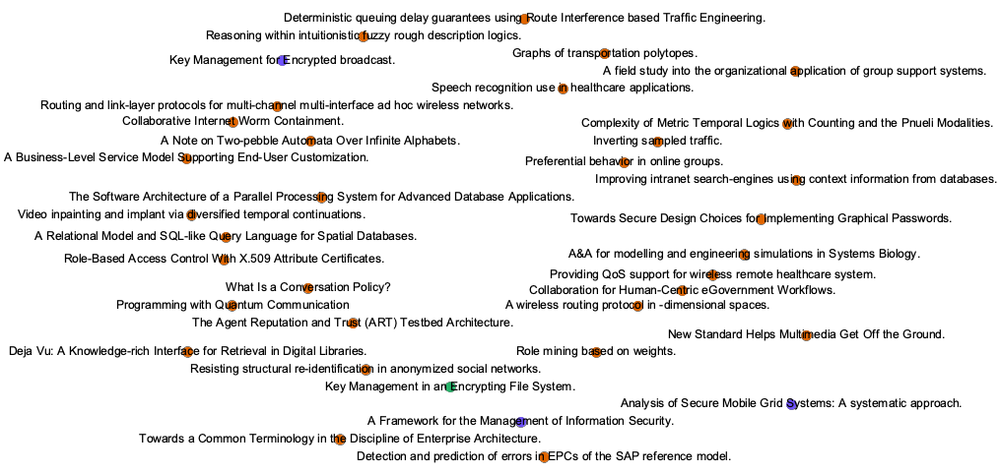 Deterministic queuing delay guarantees using Route Interference based Traffic Engineering.
Reasoning within intuitionistic fuzzy rough description logics.
Graphs of transportation polytopes.
Key Management for Encrypted broadcast.
A field study into the organizational application of group support systems.
Speech recognition use in healthcare applications.
Routing and link-layer protocols for multi-channel multi-interface ad hoc wireless networks.
Collaborative Internet Worm Containment.
Complexity of Metric Temporal Logics with Counting and the Pnueli Modalities.
A Note on Two-pebble Automata Over Infinite Alphabets.
Inverting sampled traffic.
A Business-Level Service Model Supporting End-User Customization.
Preferential behavior in online groups.
Improving intranet search-engines using context information from databases.
The Software Architecture of a Parallel Processing System for Advanced Database Applications.
Video inpainting and implant via diversified temporal continuations.
Towards Secure Design Choices for Implementing Graphical Passwords.
A Relational Model and SQL-like Query Language for Spatial Databases.
A&A for modelling and engineering simulations in Systems Biology.
Role-Based Access Control With X.509 Attribute Certificates.
Providing QoS support for wireless remote healthcare system.
What Is a Conversation Policy?
Collaboration for Human-Centric eGovernment Workflows.
Programming with Quantum Communication
A wireless routing protocol in -dimensional spaces.
The Agent Reputation and Trust (ART) Testbed Architecture.
New Standard Helps Multimedia Get Off the Ground.
Deja Vu: A Knowledge-rich Interface for Retrieval in Digital Libraries.
Role mining based on weights.
Resisting structural re-identification in anonymized social networks.
Key Management in an Encrypting File System.
Analysis of Secure Mobile Grid Systems: A systematic approach.
A Framework for the Management of Information Security.
Towards a Common Terminology in the Discipline of Enterprise Architecture.
Detection and prediction of errors in EPCs of the SAP reference model.